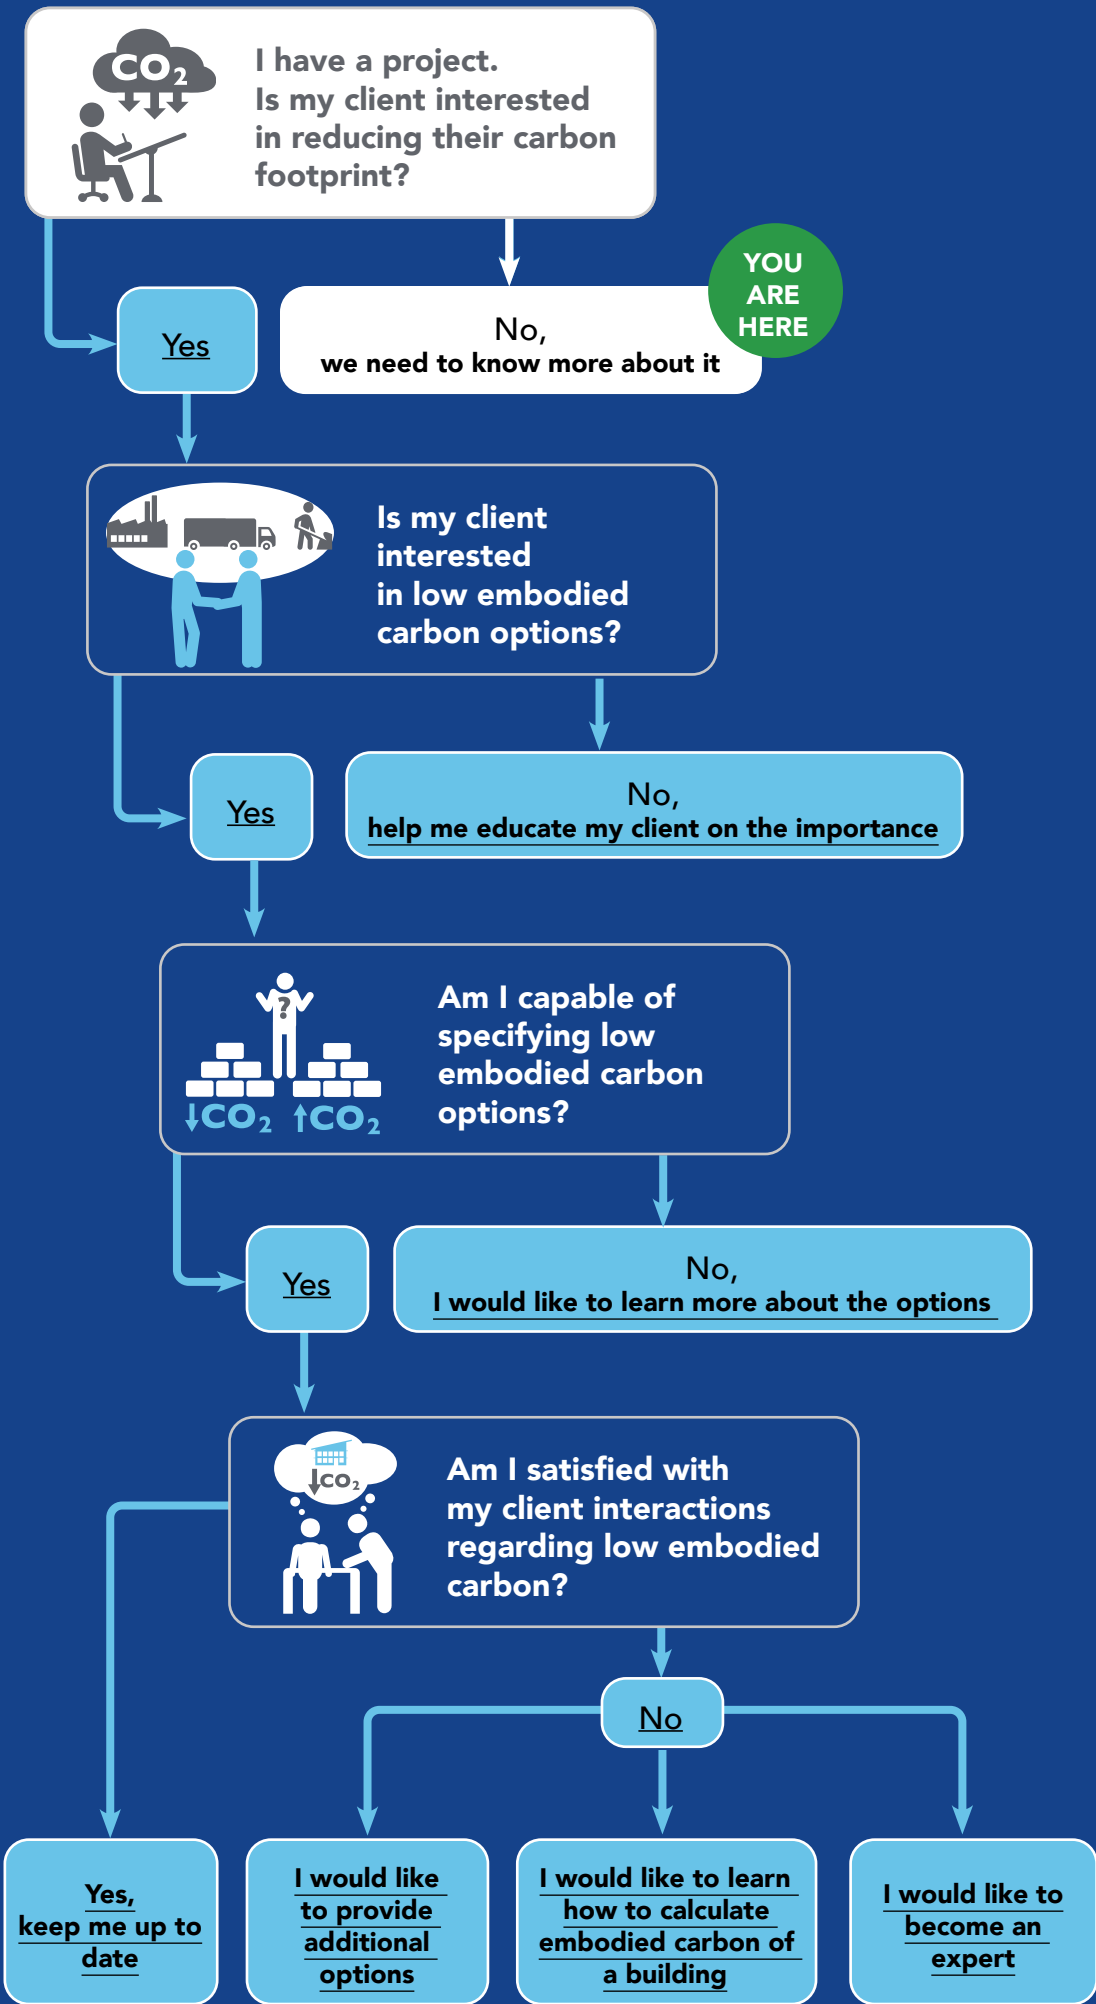 CO2
I have a project.
Is my client interested
in reducing their carbon
footprint?
YOU
ARE
HERE
Yes
No,
we need to know more about it
Is my client
interested
in low embodied
carbon options?
Yes
No,
help me educate my client on the importance
?
↓CO2 ↑CO2
Am I capable of
specifying low
embodied carbon
options?
Yes
No,
I would like to learn more about the options
↓CO2
Am I satisfied with
my client interactions
regarding low embodied
carbon?
No
Yes,
keep me up to
date
I would like
to provide
additional
options
I would like to learn
how to calculate
embodied carbon of
a building
I would like to
become an
expert